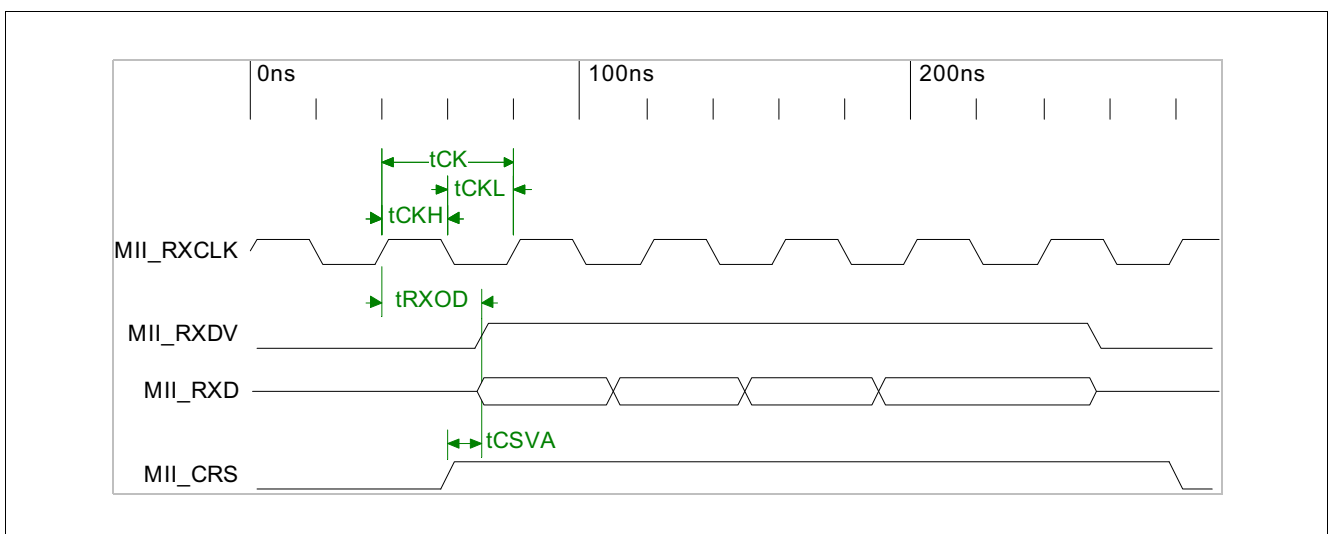 0ns 100ns 200ns
tCK
tCKL
tCKH
MII_RXCLK
tRXOD
MII_RXDV
MII_RXD
tCSVA
MII_CRS